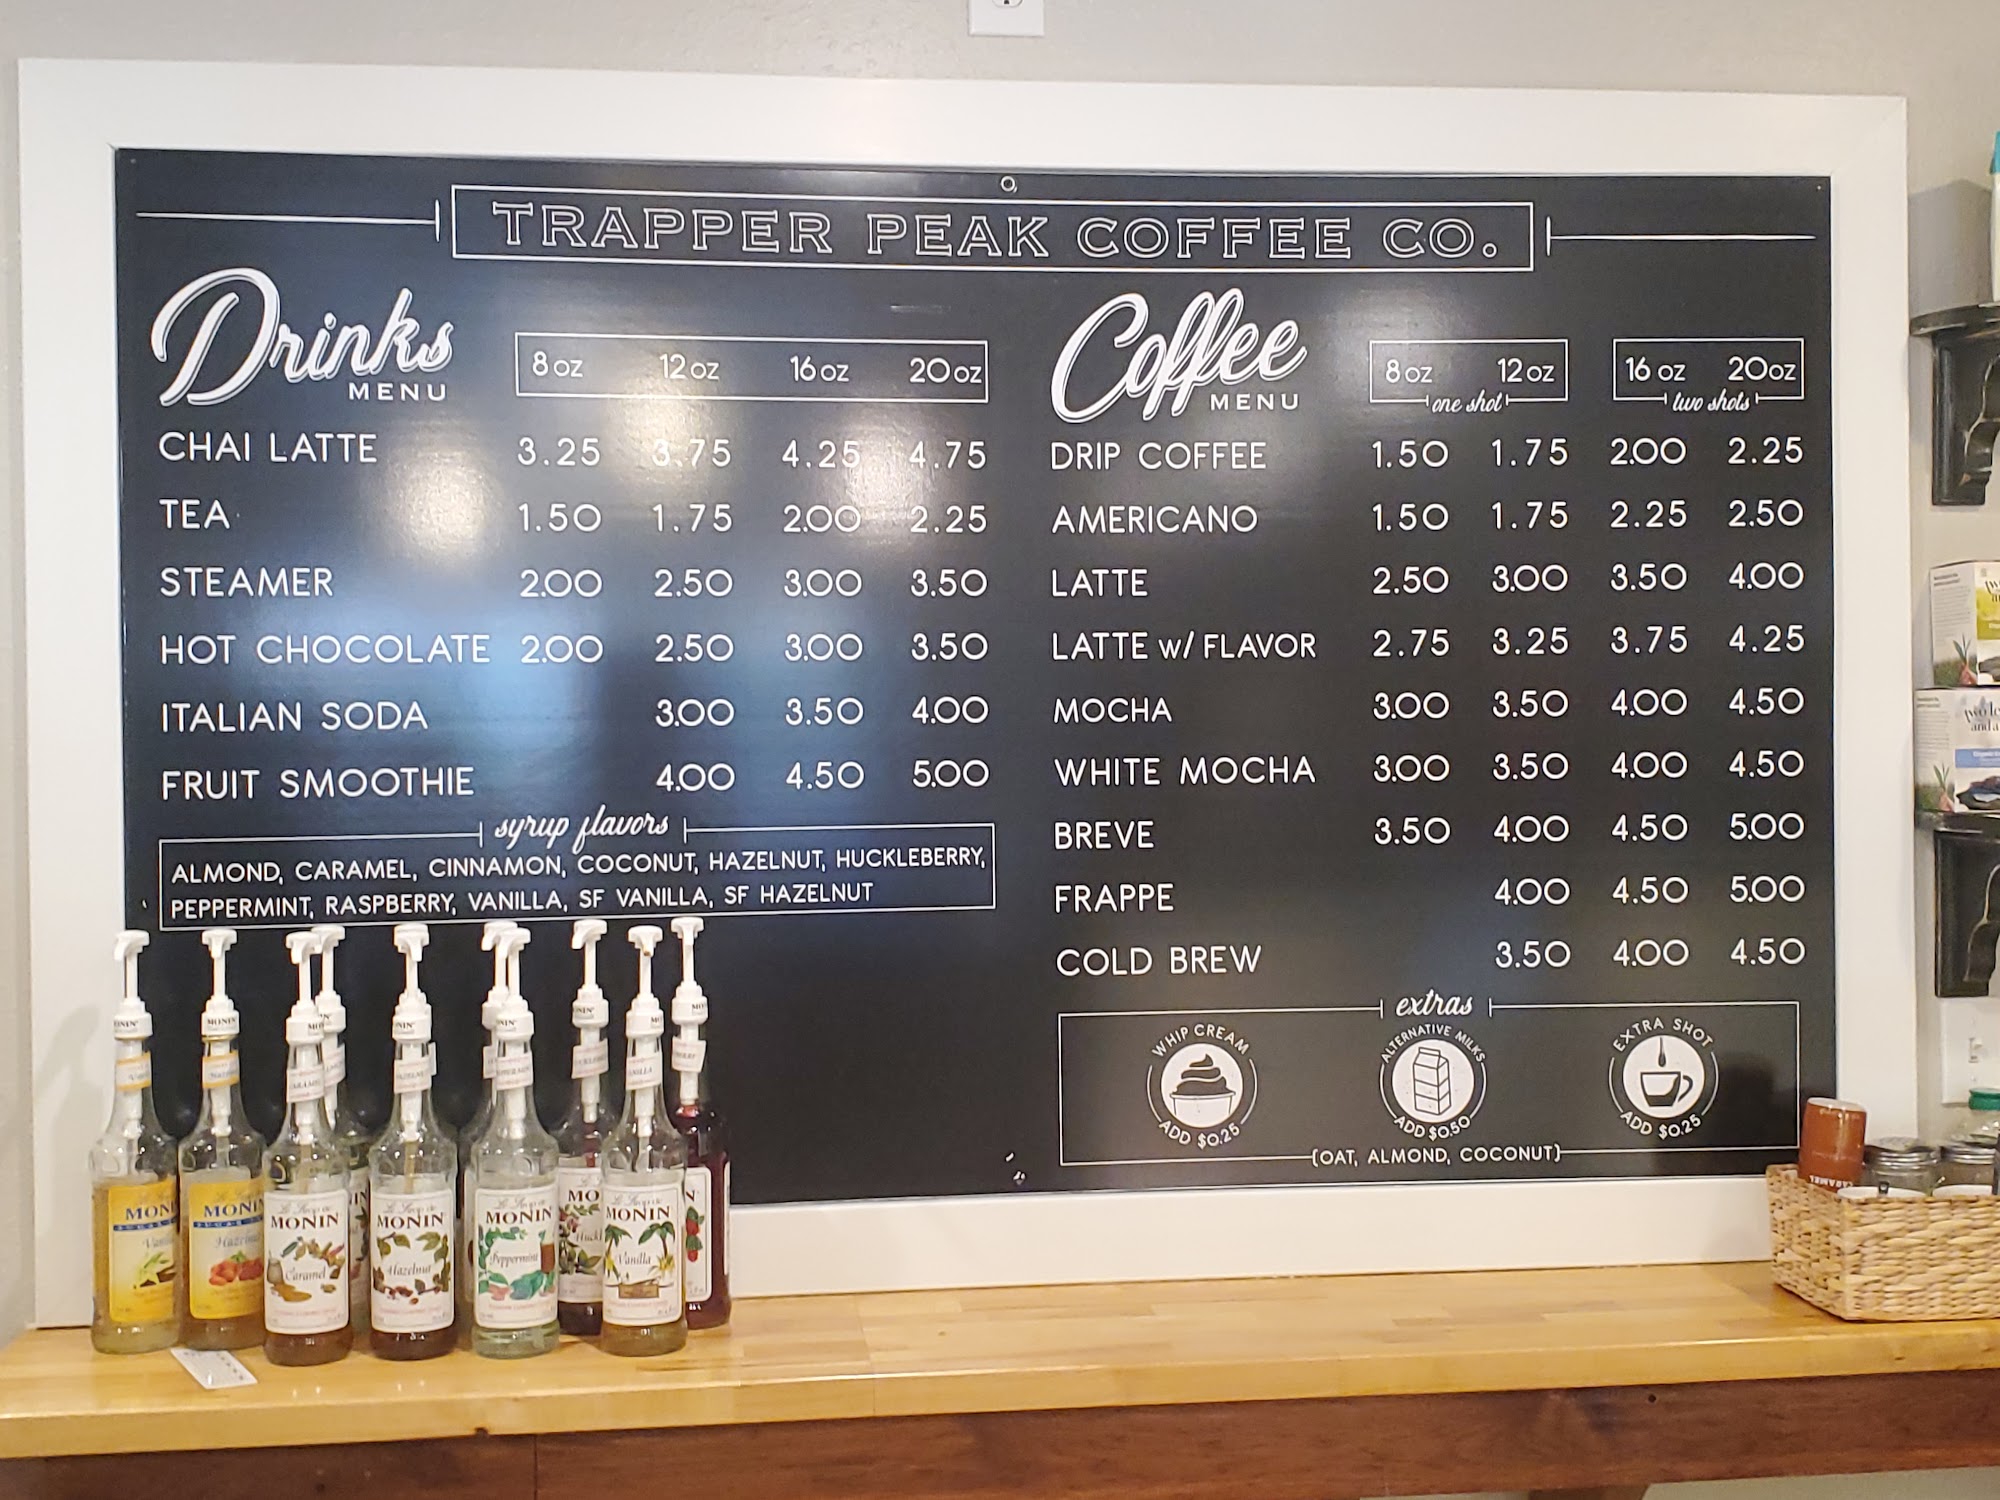 TRAPPER PEAK COFFEE CO.
Drinks
MENU
8oz 12oz 16oz 20oz
CHAI LATTE 3.25 3.75 4.25 4.75
TEA 1.50 1.75 2.00 2.25
STEAMER 2.00 2.50 3.00 3.50
HOT CHOCOLATE 2.00 2.50 3.00 3.50
ITALIAN SODA 3.00 3.50 4.00
FRUIT SMOOTHIE 4.00 4.50 5.00
syrup flavors
ALMOND, CARAMEL, CINNAMON, COCONUT, HAZELNUT, HUCKLEBERRY,
PEPPERMINT, RASPBERRY, VANILLA, SF VANILLA, SF HAZELNUT
Coffee
MENU
8oz 12oz 16 oz 20oz
one shot two shots
DRIP COFFEE 1.50 1.75 2.00 2.25
AMERICANO 1.50 1.75 2.25 2.50
LATTE 2.50 3.00 3.50 4.00
LATTE w/ FLAVOR 2.75 3.25 3.75 4.25
MOCHA 3.00 3.50 4.00 4.50
WHITE MOCHA 3.00 3.50 4.00 4.50
BREVE 3.50 4.00 4.50 5.00
FRAPPE 4.00 4.50 5.00
COLD BREW 3.50 4.00 4.50
extras
WHIP CREAM
ADD $0.25
ALTERNATIVE MILKS
ADD $0.50
EXTRA SHOT
ADD $0.25
(OAT, ALMOND, COCONUT)
MONIN
Caramel
MONIN
Hazelnut
MONIN
Peppermint
MONIN
Vanilla
CARAMEL